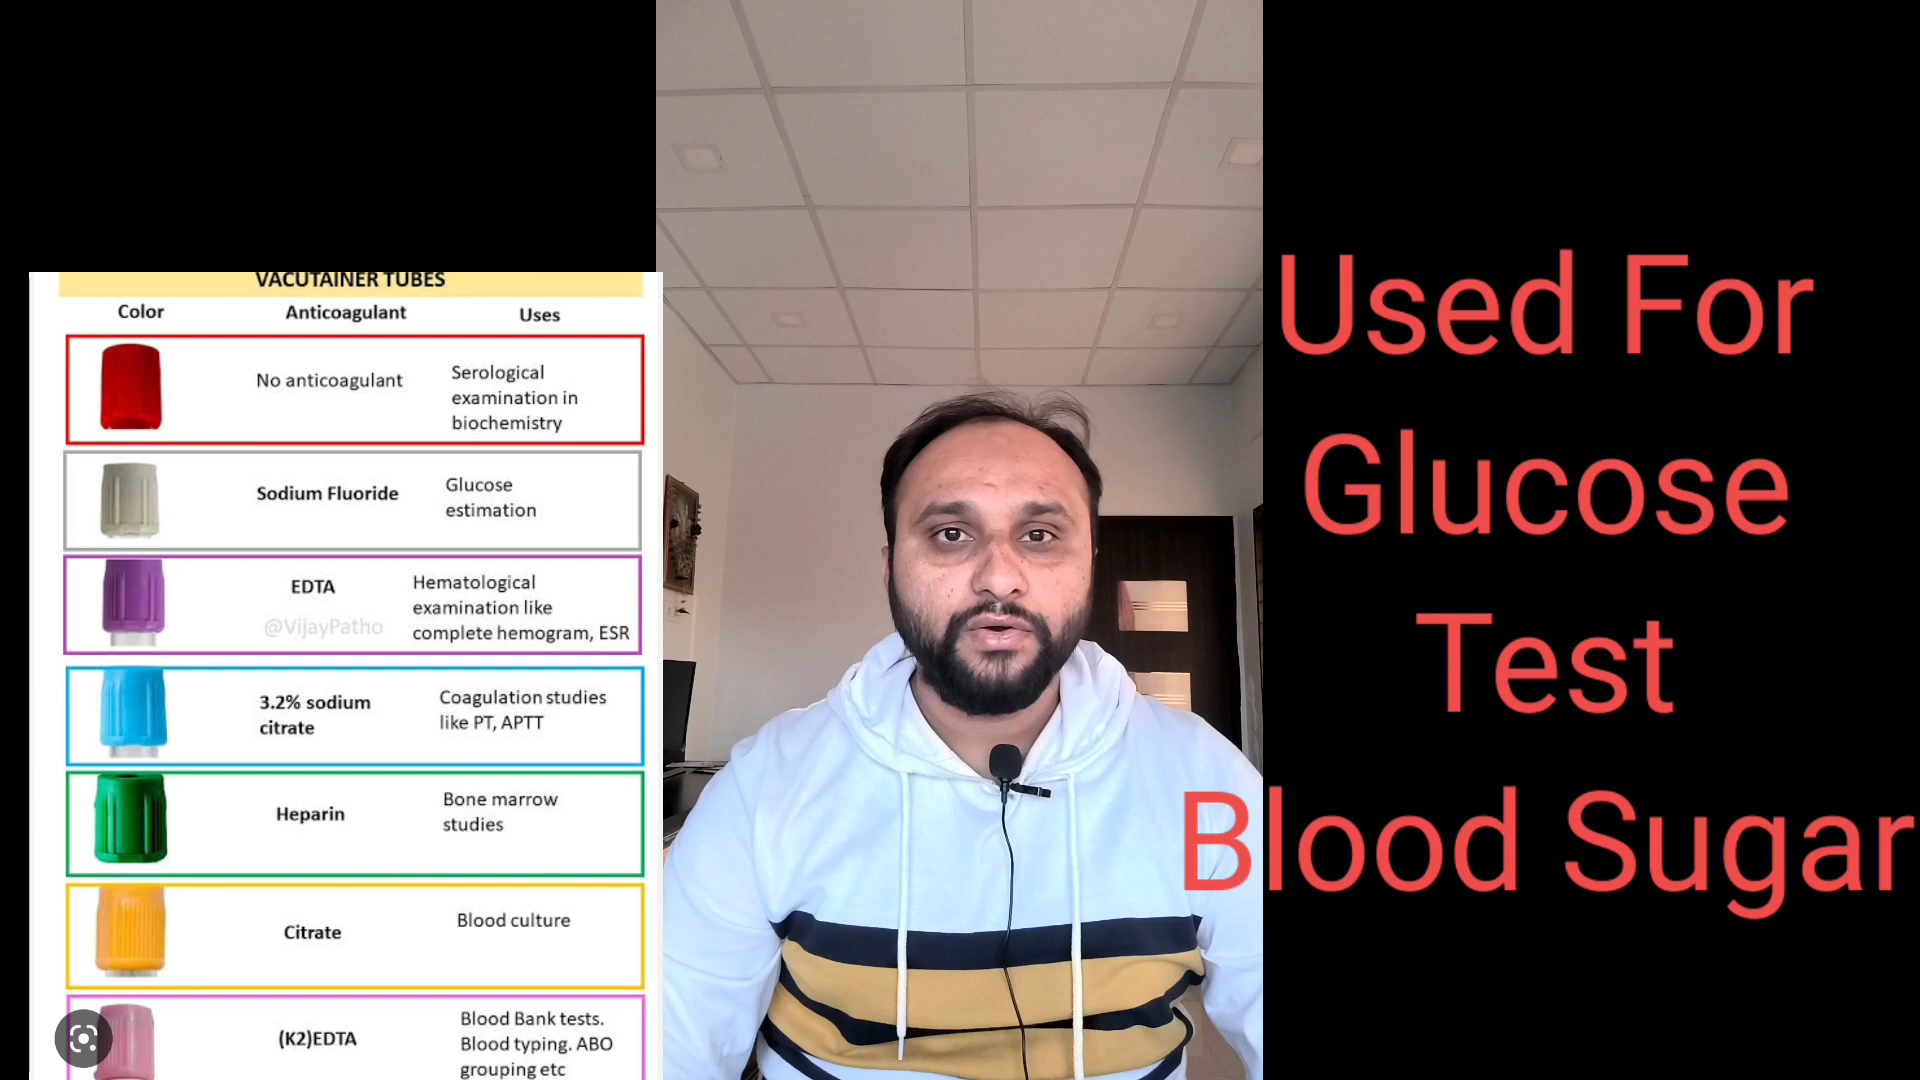 VACUTAINER TUBES
Color Anticoagulant Uses
No anticoagulant
Serological
examination in
biochemistry
Sodium Fluoride
Glucose
estimation
EDTA
@VijayPatho
Hematological
examination like
complete hemogram, ESR
3.2% sodium
citrate
Coagulation studies
like PT, APTT
Heparin
Bone marrow
studies
Citrate
Blood culture
(K2)EDTA
Blood Bank tests.
Blood typing. ABO
grouping etc
Used For
Glucose
Test
Blood Sugar